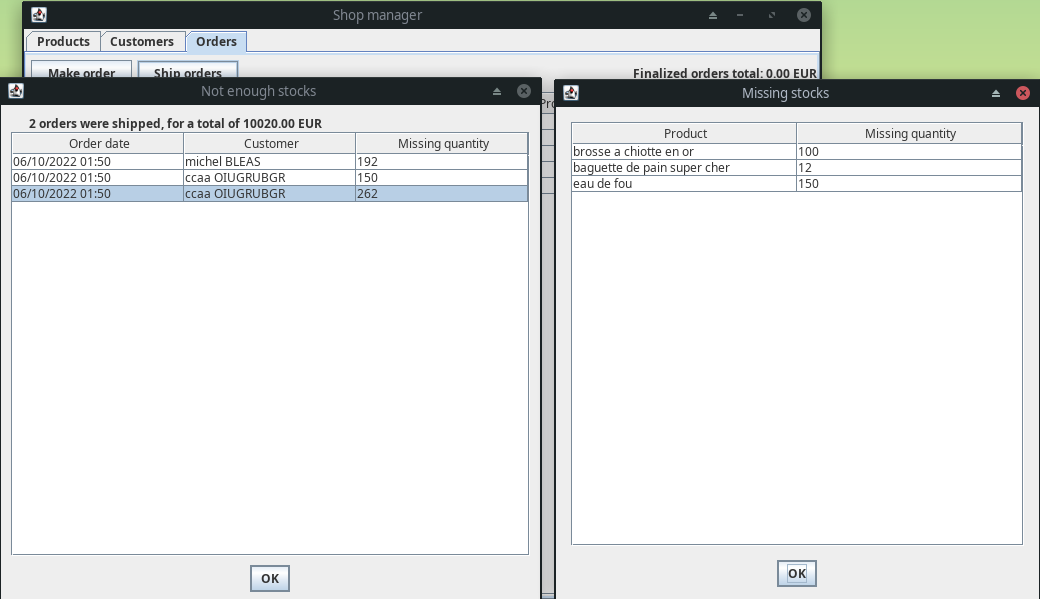 Shop manager
Products Customers Orders
Make order Ship orders Finalized orders total: 0.00 EUR
Not enough stocks
2 orders were shipped, for a total of 10020.00 EUR
Order date Customer Missing quantity
06/10/2022 01:50 michel BLEAS 192
06/10/2022 01:50 ccaa OIUGRUBGR 150
06/10/2022 01:50 ccaa OIUGRUBGR 262
OK
Pro
Missing stocks
Product Missing quantity
brosse a chiotte en or 100
baguette de pain super cher 12
eau de fou 150
OK